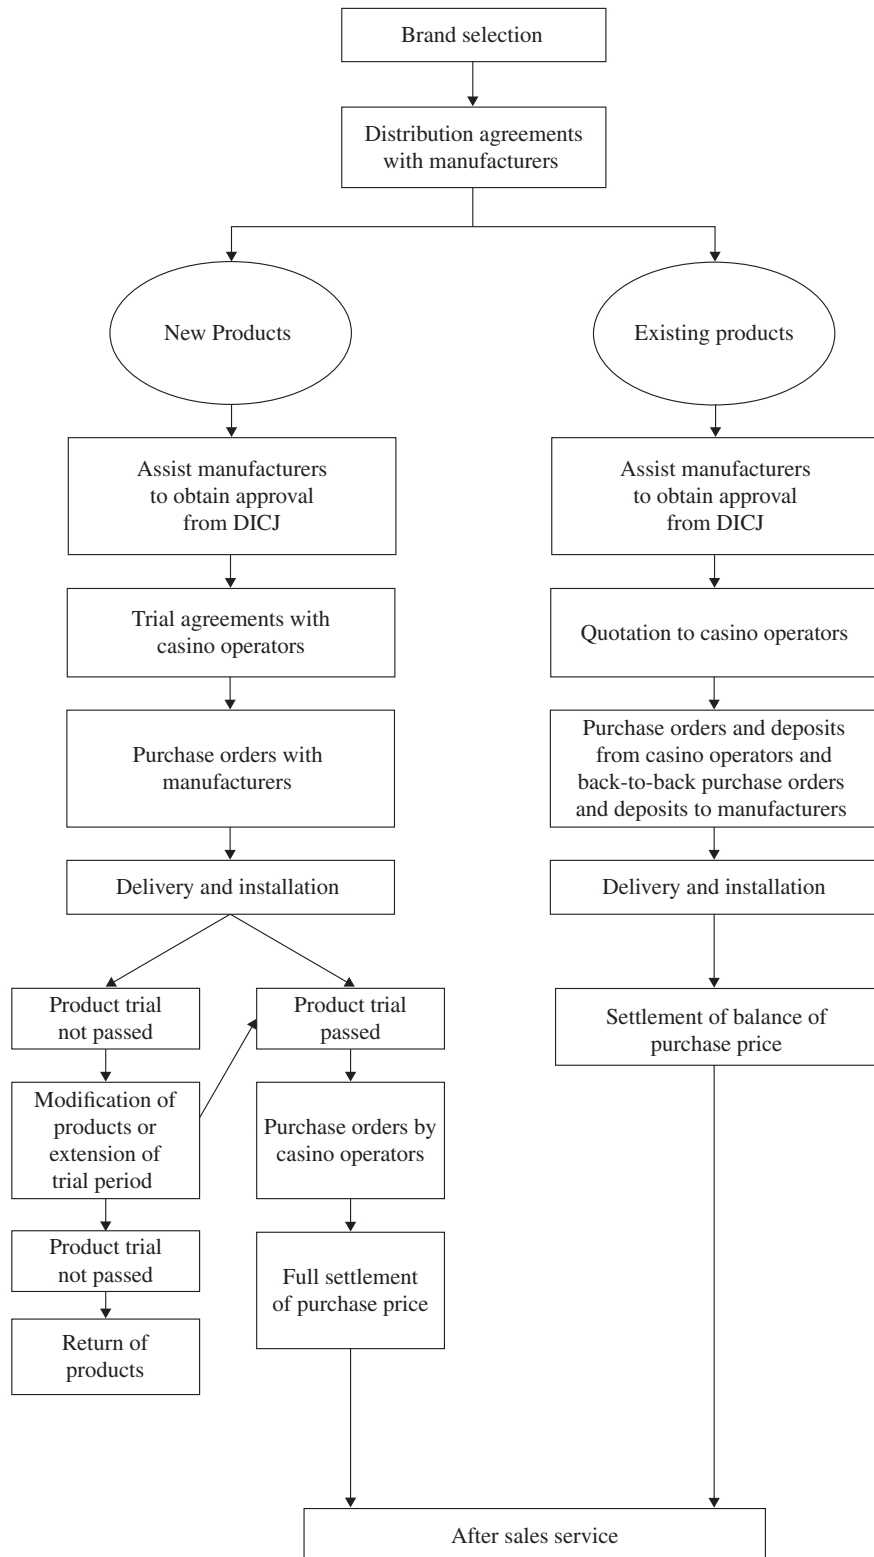 Brand selection
Distribution agreements
with manufacturers
New Products
Existing products
Assist manufacturers
to obtain approval
from DICJ
Assist manufacturers
to obtain approval
from DICJ
Trial agreements with
casino operators
Quotation to casino operators
Purchase orders with
manufacturers
Purchase orders and deposits
from casino operators and
back-to-back purchase orders
and deposits to manufacturers
Delivery and installation
Delivery and installation
Product trial
not passed
Product trial
passed
Settlement of balance of
purchase price
Modification of
products or
extension of
trial period
Purchase orders by
casino operators
Product trial
not passed
Full settlement
of purchase price
Return of
products
After sales service